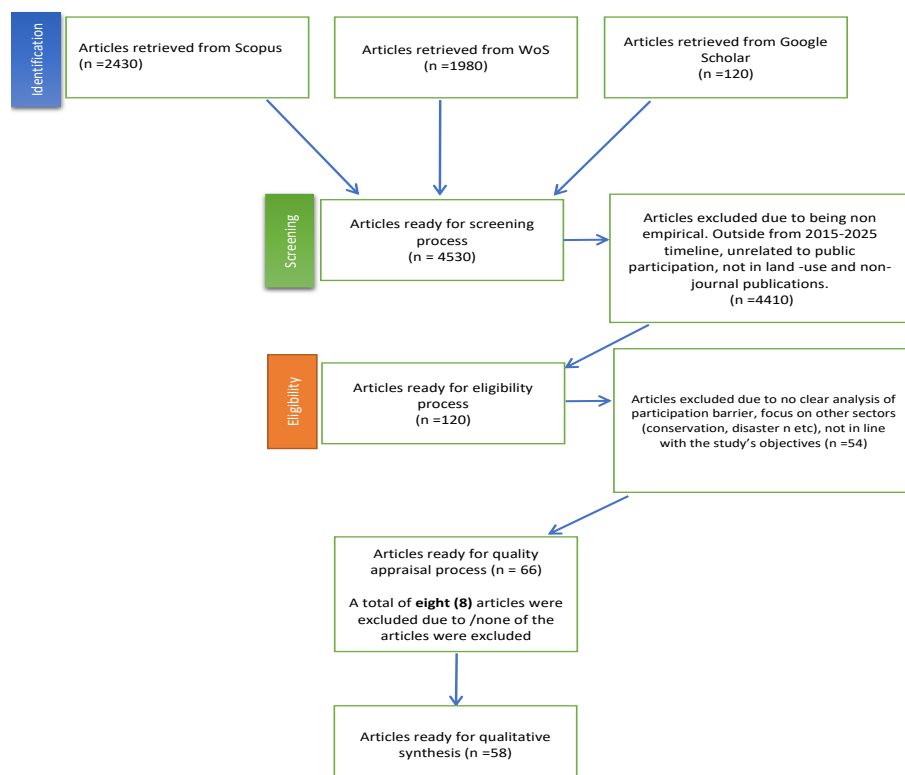 Identification
Articles retrieved from Scopus
(n =2430)
Articles retrieved from WoS
(n =1980)
Articles retrieved from Google
Scholar
(n =120)
Screening
Articles ready for screening
process
(n = 4530)
Articles excluded due to being non
empirical. Outside from 2015-2025
timeline, unrelated to public
participation, not in land -use and non-
journal publications.
(n =4410)
Eligibility
Articles ready for eligibility
process
(n =120)
Articles excluded due to no clear analysis of
participation barrier, focus on other sectors
(conservation, disaster n etc), not in line
with the study's objectives (n =54)
Articles ready for quality
appraisal process (n = 66)
A total of eight (8) articles were
excluded due to /none of the
articles were excluded
Articles ready for qualitative
synthesis (n =58)